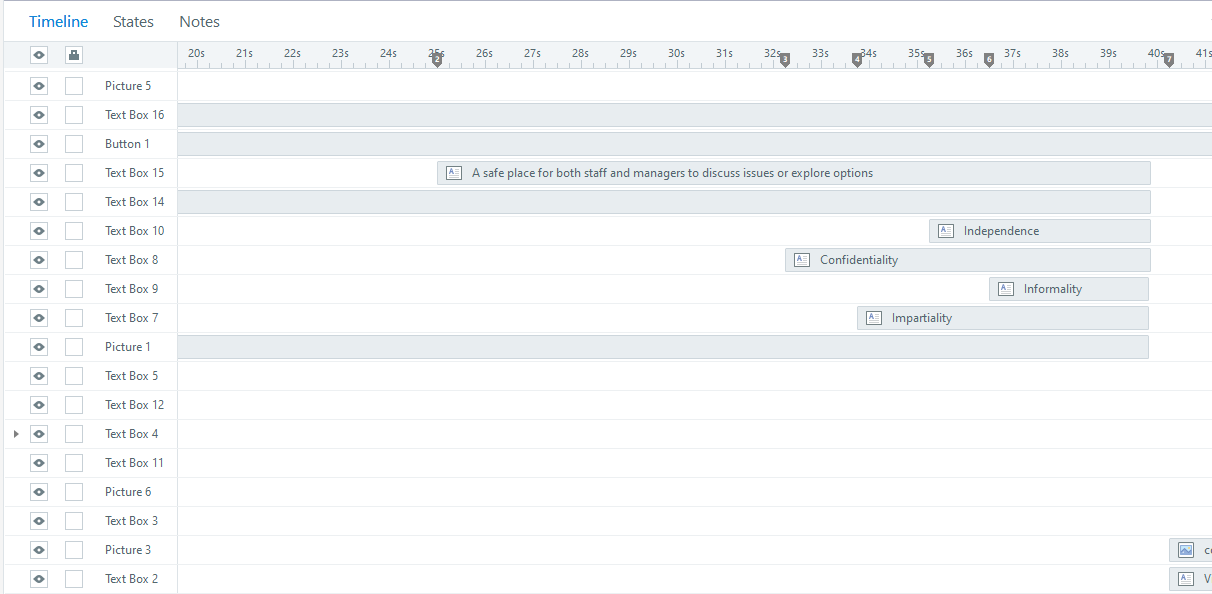 Timeline States Notes
20s 21s 22s 23s 24s 25s 26s 27s 28s 29s 30s 31s 32s 33s 34s 35s 36s 37s 38s 39s 40s 41s
2 3 4 5 6 7
Picture 5
Text Box 16
Button 1
Text Box 15 A safe place for both staff and managers to discuss issues or explore options
Text Box 14
Text Box 10 Independence
Text Box 8 Confidentiality
Text Box 9 Informality
Text Box 7 Impartiality
Picture 1
Text Box 5
Text Box 12
Text Box 4
Text Box 11
Picture 6
Text Box 3
Picture 3
Text Box 2 V